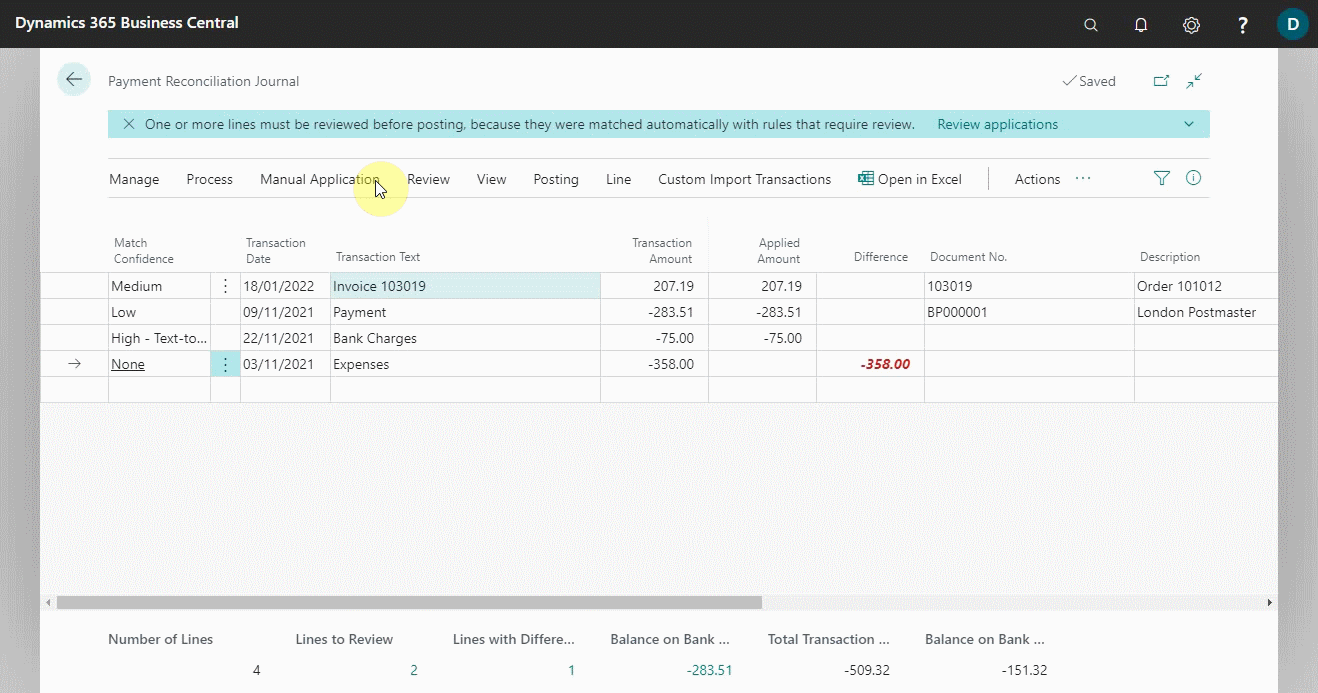 Dynamics 365 Business Central
?
D
Payment Reconciliation Journal
Saved
One or more lines must be reviewed before posting, because they were matched automatically with rules that require review. Review applications
Manage Process Manual Application Review View Posting Line Custom Import Transactions Open in Excel Actions ...
Match Confidence Transaction Date Transaction Text Transaction Amount Applied Amount Difference Document No. Description
Medium 18/01/2022 Invoice 103019 207.19 207.19 103019 Order 101012
Low 09/11/2021 Payment -283.51 -283.51 BP000001 London Postmaster
High - Text-to... 22/11/2021 Bank Charges -75.00 -75.00
None 03/11/2021 Expenses -358.00 -358.00
Number of Lines Lines to Review Lines with Differe... Balance on Bank ... Total Transaction ... Balance on Bank ...
4 2 1 -283.51 -509.32 -151.32